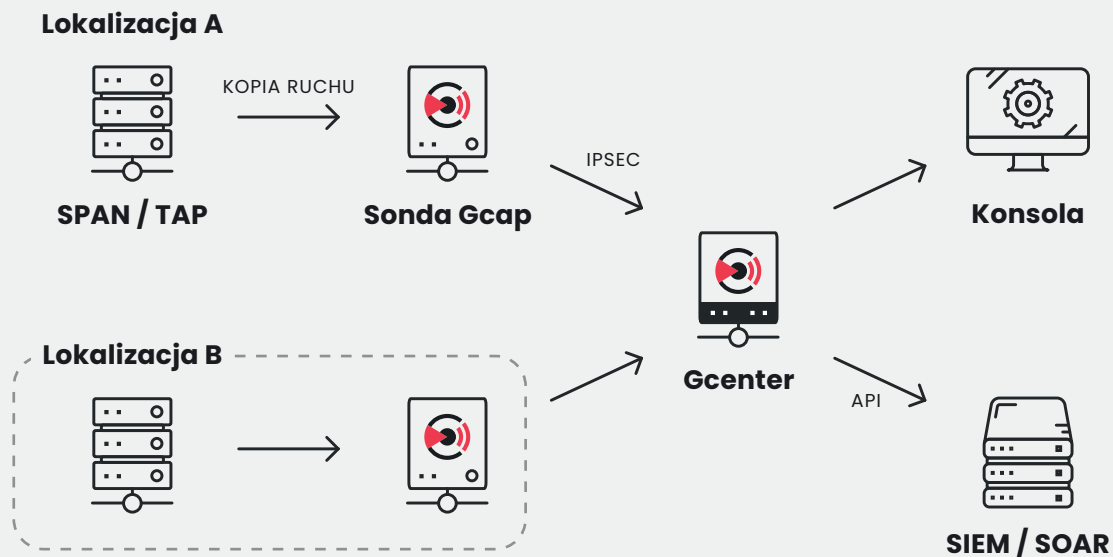 Lokalizacja A
KOPIA RUCHU
SPAN / TAP
Sonda Gcap
IPSEC
Konsola
Lokalizacja B
Gcenter
API
SIEM / SOAR